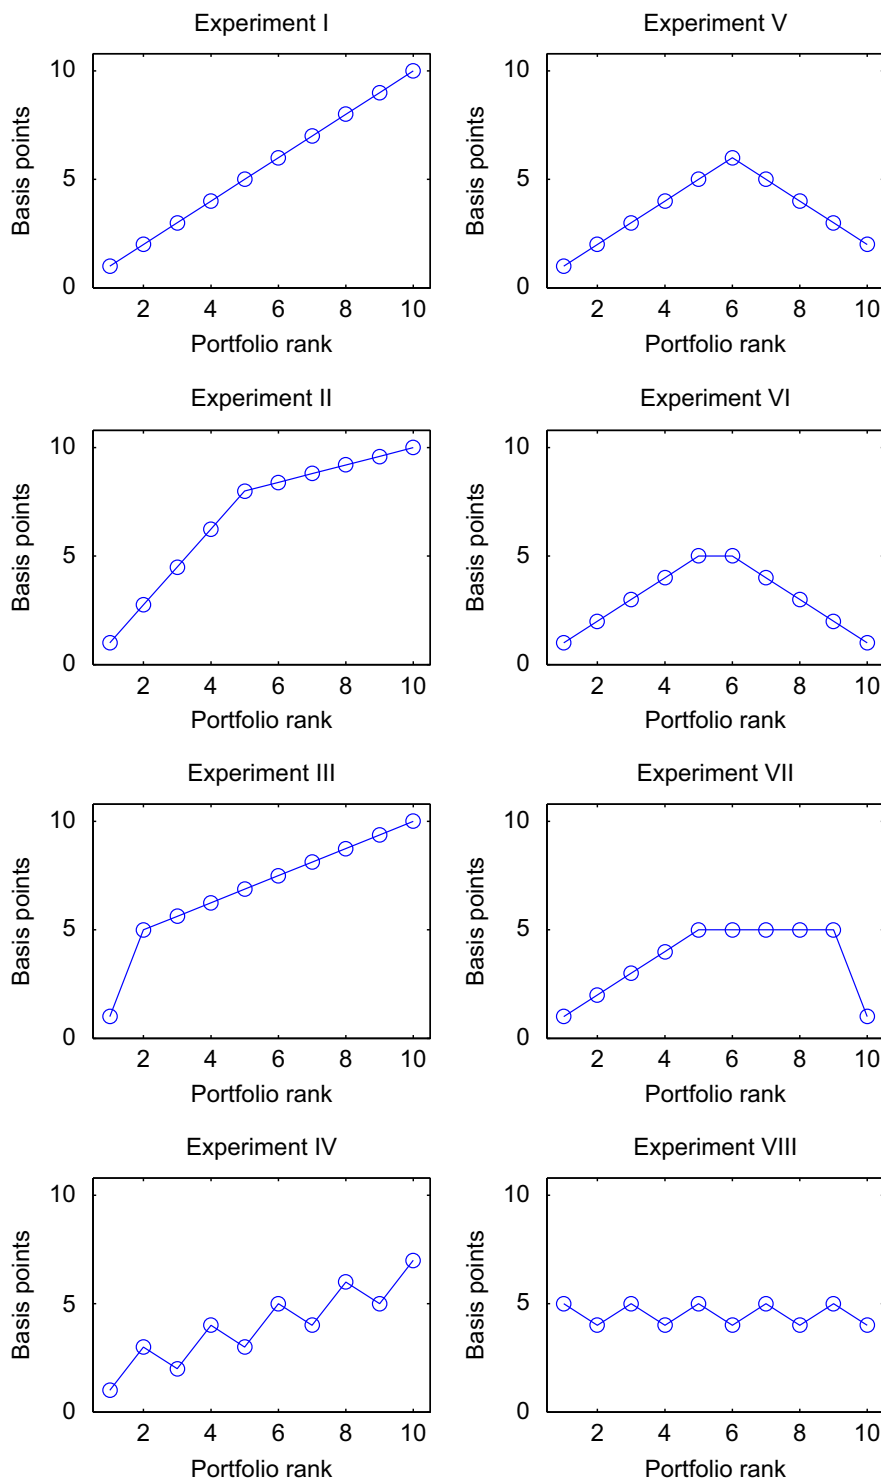 Experiment I
10
5
0
2 4 6 8 10
Basis points
Portfolio rank
Experiment V
10
5
0
2 4 6 8 10
Basis points
Portfolio rank
Experiment II
10
5
0
2 4 6 8 10
Basis points
Portfolio rank
Experiment VI
10
5
0
2 4 6 8 10
Basis points
Portfolio rank
Experiment III
10
5
0
2 4 6 8 10
Basis points
Portfolio rank
Experiment VII
10
5
0
2 4 6 8 10
Basis points
Portfolio rank
Experiment IV
10
5
0
2 4 6 8 10
Basis points
Portfolio rank
Experiment VIII
10
5
0
2 4 6 8 10
Basis points
Portfolio rank